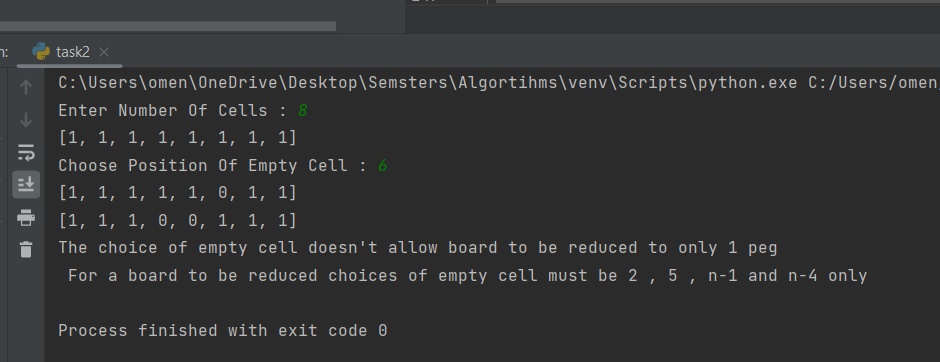 task2
C:\Users\omen\OneDrive\Desktop\Semsters\Algortihms\venv\Scripts\python.exe C:/Users/omen/
Enter Number Of Cells : 8
[1, 1, 1, 1, 1, 1, 1, 1]
Choose Position Of Empty Cell : 6
[1, 1, 1, 1, 1, 0, 1, 1]
[1, 1, 1, 0, 0, 1, 1, 1]
The choice of empty cell doesn't allow board to be reduced to only 1 peg
For a board to be reduced choices of empty cell must be 2 , 5 , n-1 and n-4 only
Process finished with exit code 0